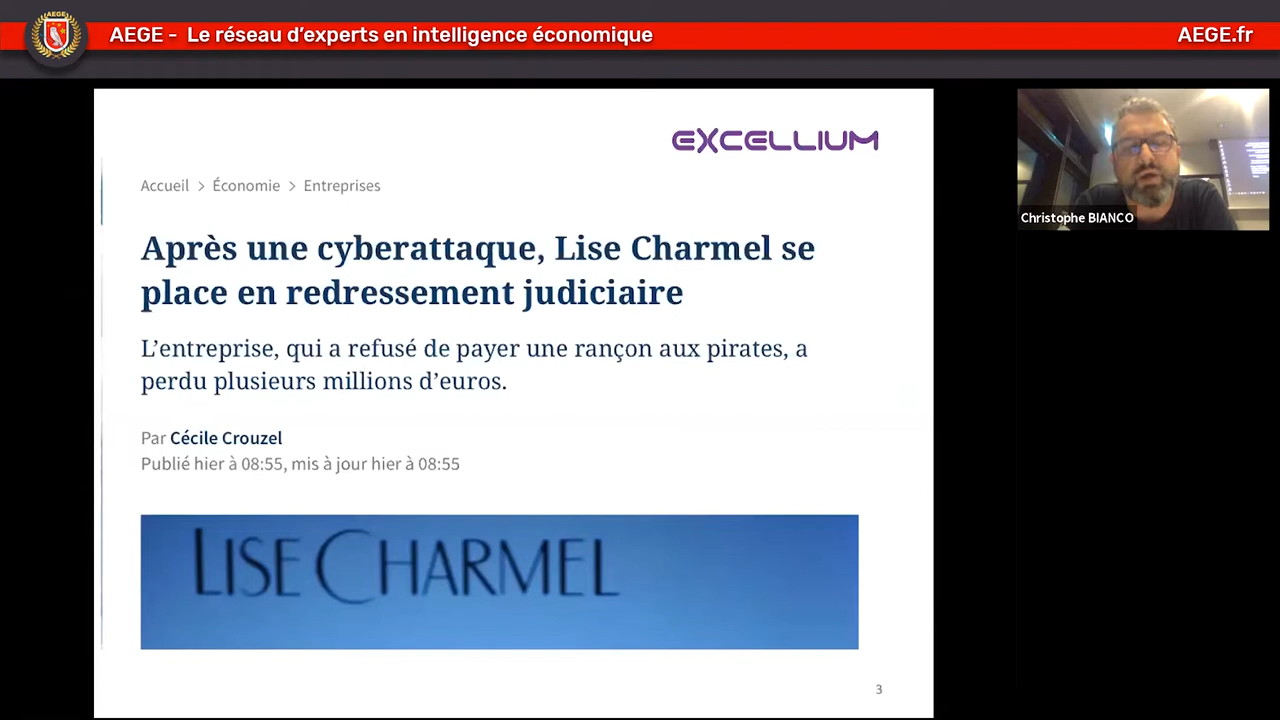 AEGE
AEGE - Le réseau d'experts en intelligence économique
AEGE.fr
EXCELLIUM
Accueil > Économie > Entreprises
Après une cyberattaque, Lise Charmel se
place en redressement judiciaire
L’entreprise, qui a refusé de payer une rançon aux pirates, a
perdu plusieurs millions d’euros.
Par Cécile Crouzel
Publié hier à 08:55, mis à jour hier à 08:55
LISE CHARMEL
3
Christophe BIANCO